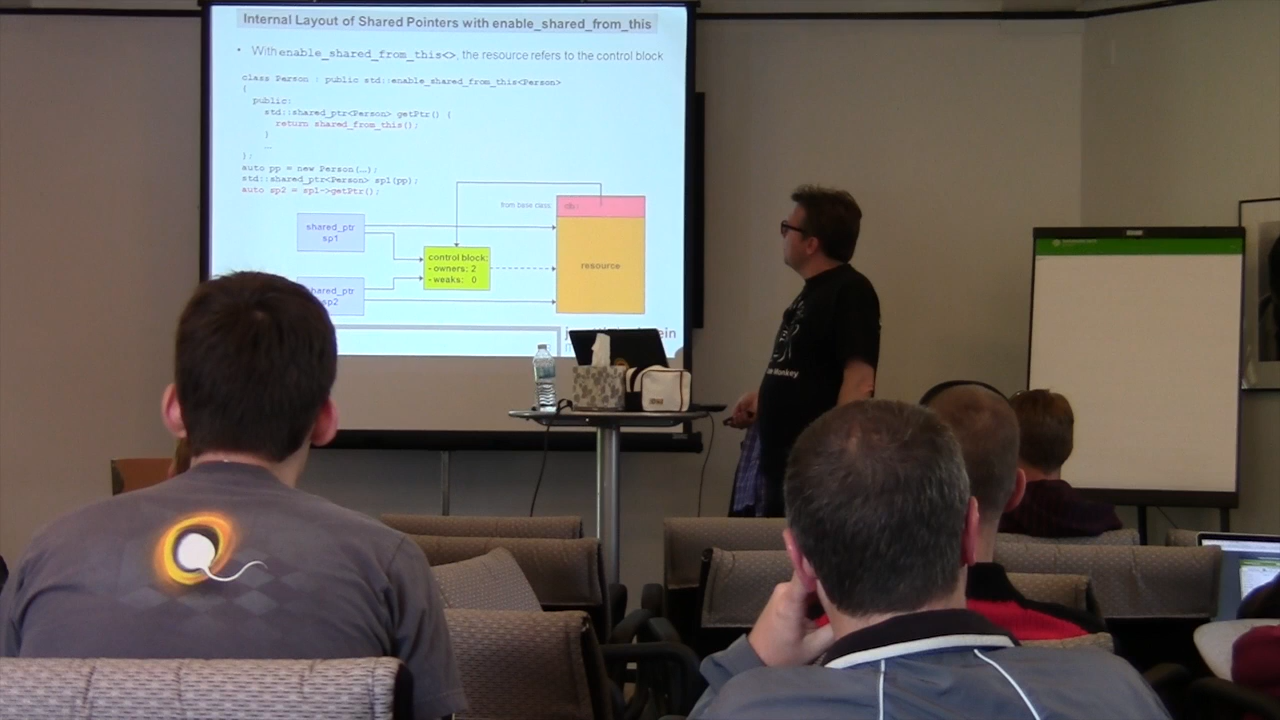 Internal Layout of Shared Pointers with enable_shared_from_this
• With enable_shared_from_this<>, the resource refers to the control block
class Person : public std::enable_shared_from_this<Person>
{
public:
std::shared_ptr<Person> getPtr() {
return shared_from_this();
}
…
};
auto pp = new Person(…);
std::shared_ptr<Person> sp1(pp);
auto sp2 = sp1->getPtr();
from base class:
shared_ptr
sp1
control block:
- owners: 2
- weaks: 0
resource
shared_ptr
sp2
Monkey